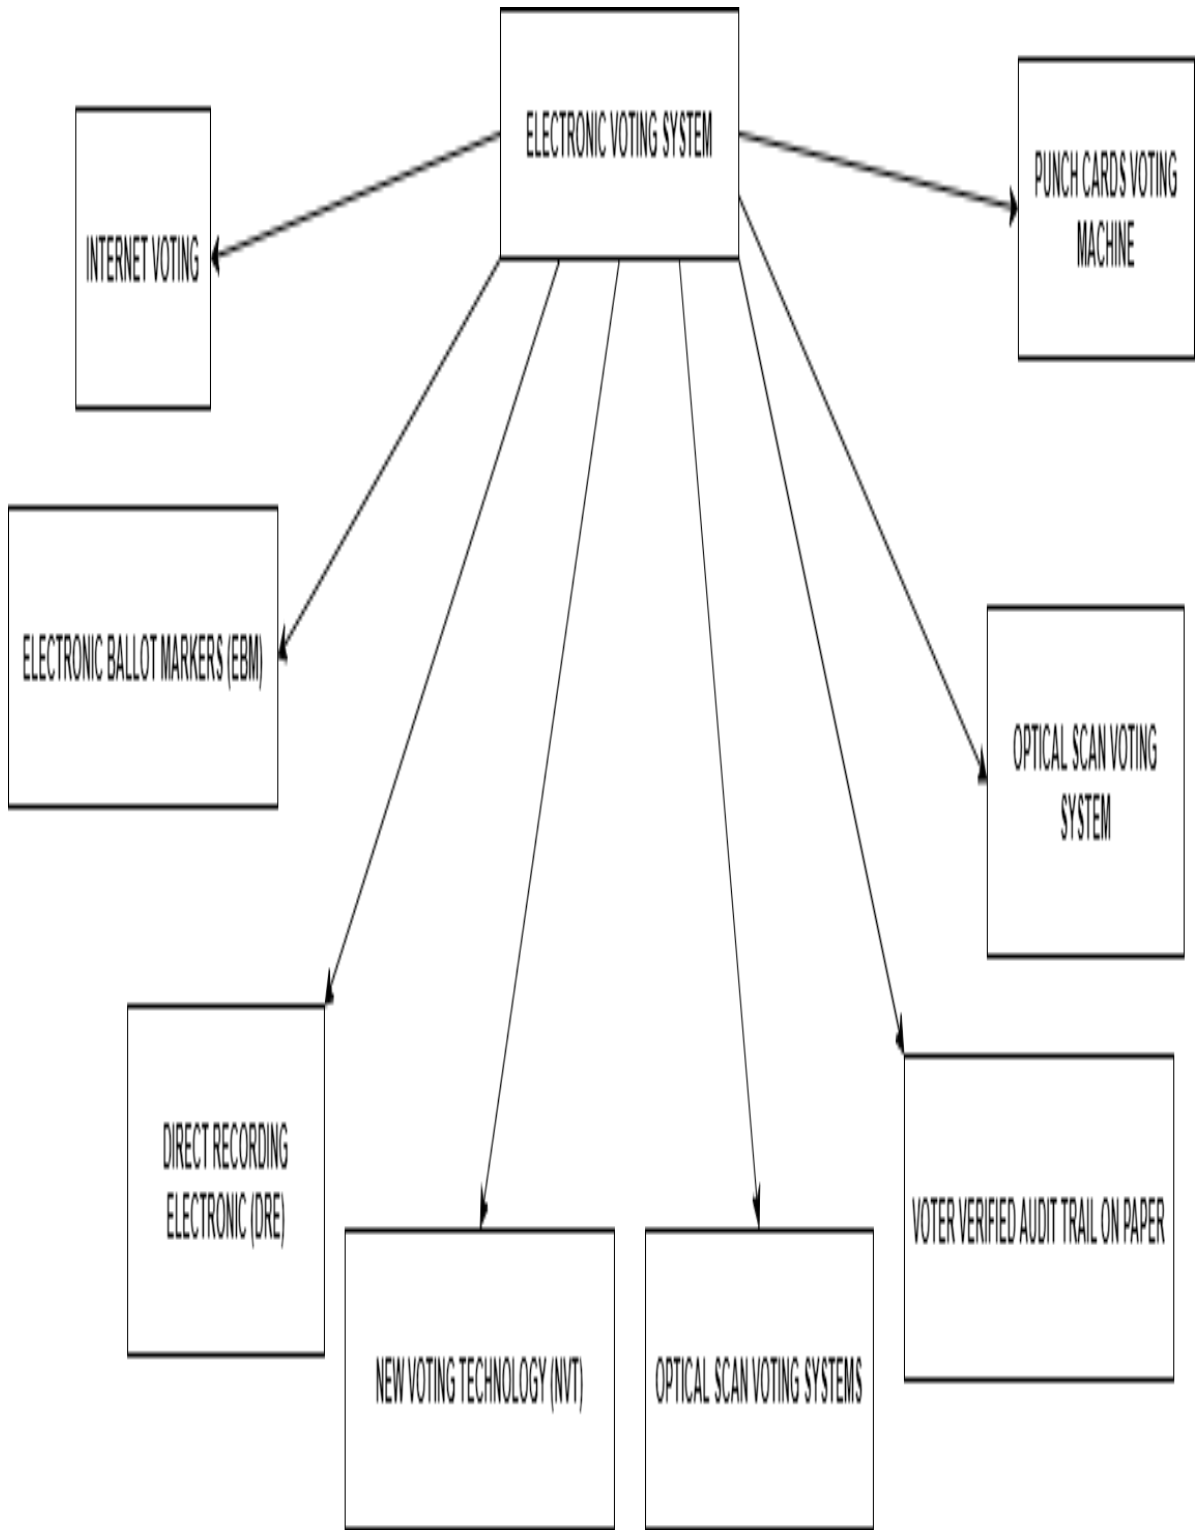 ELECTRONIC VOTING SYSTEM
PUNCH CARDS VOTING
MACHINE
INTERNET VOTING
ELECTRONIC BALLOT MARKERS (EBM)
OPTICAL SCAN VOTING
SYSTEM
DIRECT RECORDING
ELECTRONIC (DRE)
VOTER VERIFIED AUDIT TRAIL ON PAPER
NEW VOTING TECHNOLOGY (NVT)
OPTICAL SCAN VOTING SYSTEMS